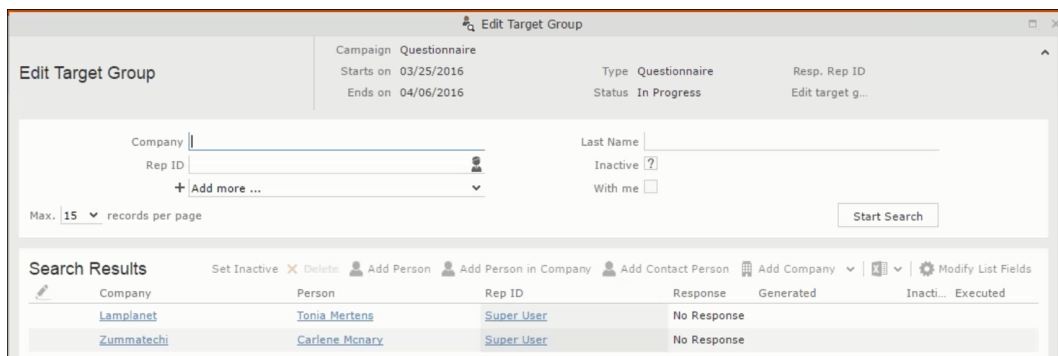 Edit Target Group
Edit Target Group
Campaign Questionnaire
Starts on 03/25/2016 Type Questionnaire Resp. Rep ID
Ends on 04/06/2016 Status In Progress Edit target g...
Company Last Name
Rep ID Inactive ?
+ Add more ... With me
Max. 15 records per page Start Search
Search Results Set Inactive Delete Add Person Add Person in Company Add Contact Person Add Company Modify List Fields
Company Person Rep ID Response Generated Inacti... Executed
Lamplanet Tonia Mertens Super User No Response
Zummatechi Carlene Mcnary Super User No Response